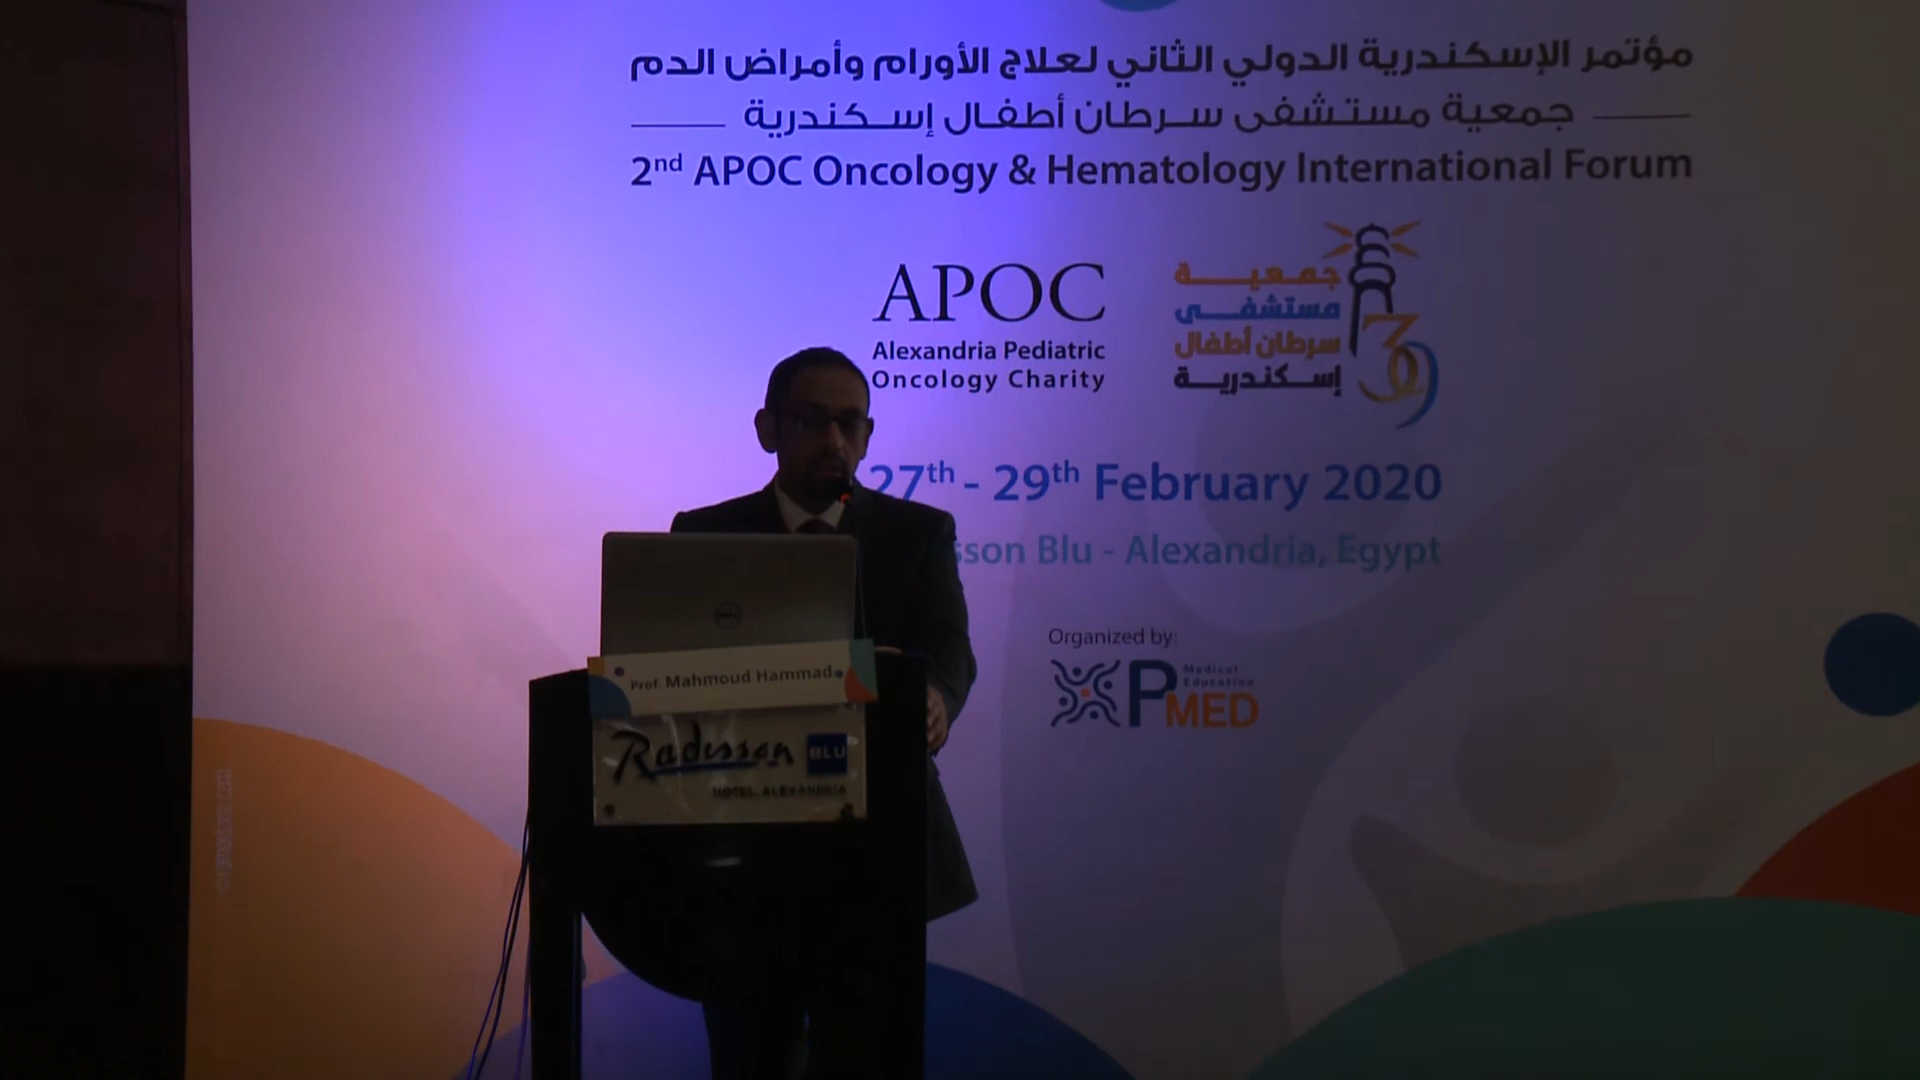 مؤتمر الإسكندرية الدولي الثاني لعلاج الأورام وأمراض الدم
جمعية مستشفى سرطان أطفال إسكندرية
2nd APOC Oncology & Hematology International Forum
APOC
Alexandria Pediatric
Oncology Charity
جمعية
مستشفى
سرطان أطفال
إسكندرية
27th - 29th February 2020
sson Blu - Alexandria, Egypt
Organized by:
PMED
Medical
Education
Prof. Mahmoud Hammad
Radisson BLU
HOTEL, ALEXANDRIA
DELL